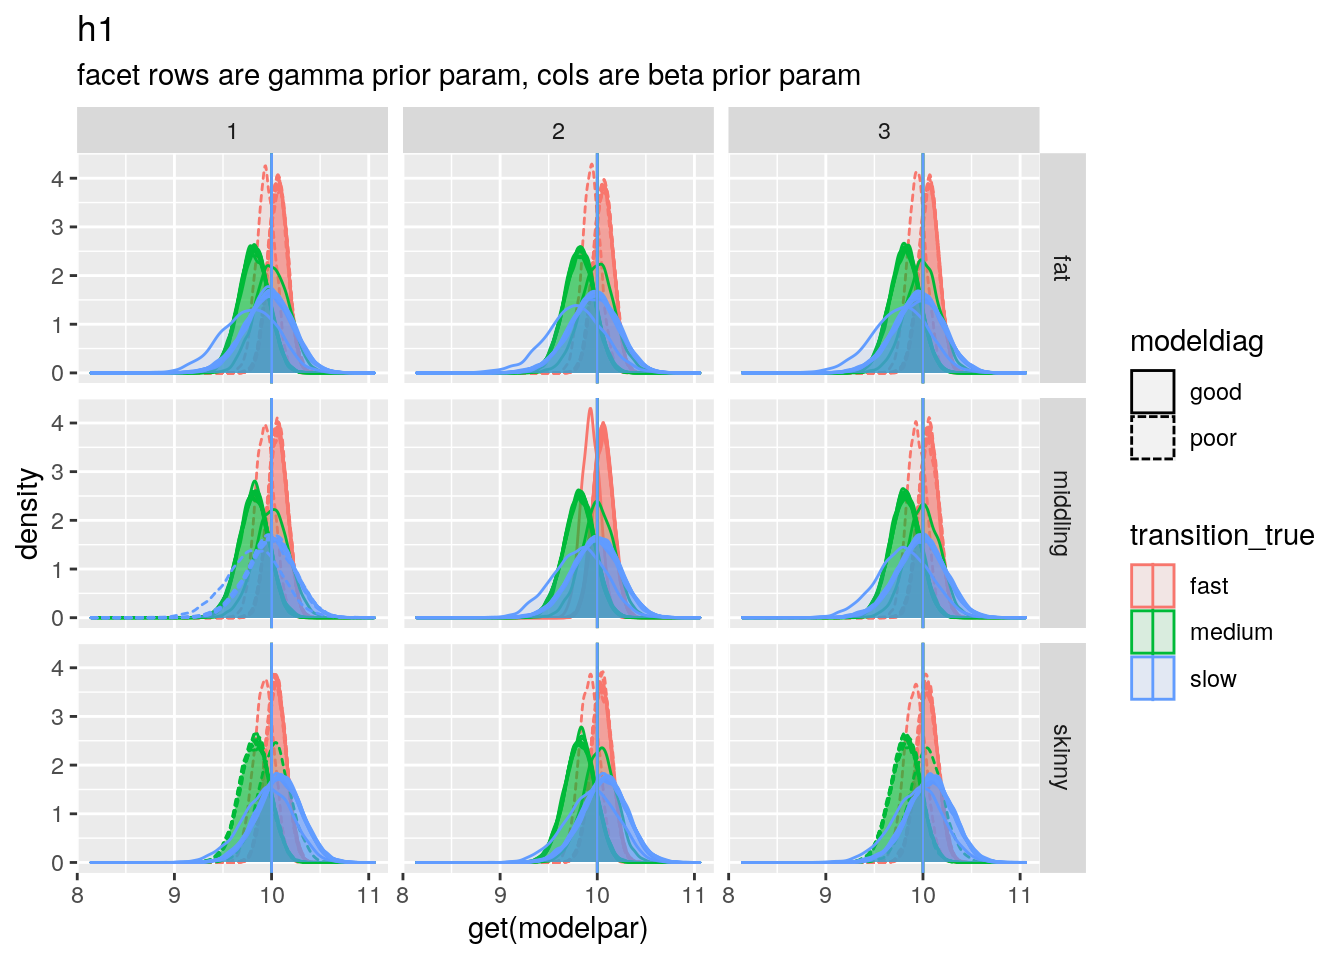 h1
facet rows are gamma prior param, cols are beta prior param
1 2 3
4
3
2
1
0
fat
4
3
2
1
0
middling
4
3
2
1
0
skinny
8 9 10 11 8 9 10 11 8 9 10 11
get(modelpar)
density
modeldiag
good
poor
transition_true
fast
medium
slow